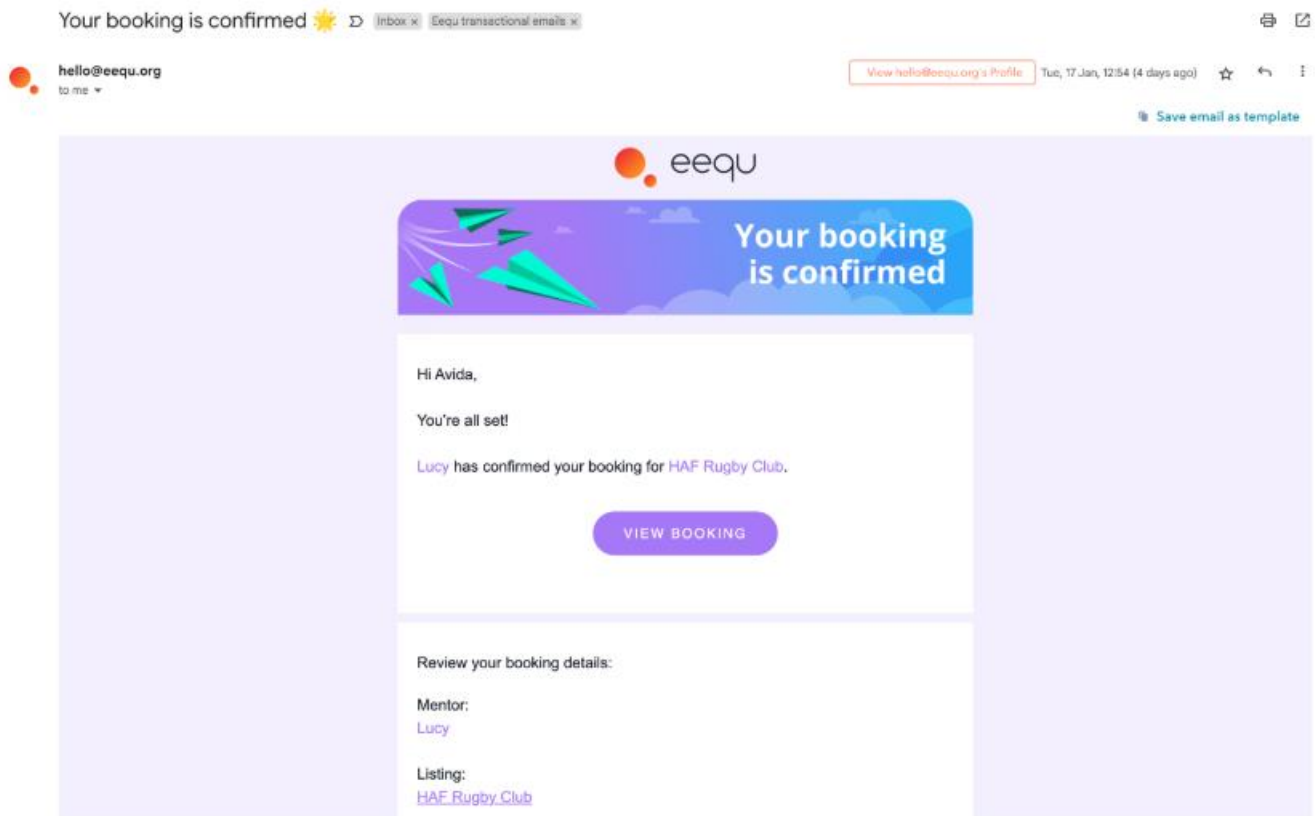 Your booking is confirmed 🌟 Inbox x Eequ transactional emails x
hello@eequ.org
to me
View hello@eequ.org's Profile
Tue, 17 Jan, 12:54 (4 days ago)
Save email as template
eequ
Your booking
is confirmed
Hi Avida,
You're all set!
Lucy has confirmed your booking for HAF Rugby Club.
VIEW BOOKING
Review your booking details:
Mentor:
Lucy
Listing:
HAF Rugby Club